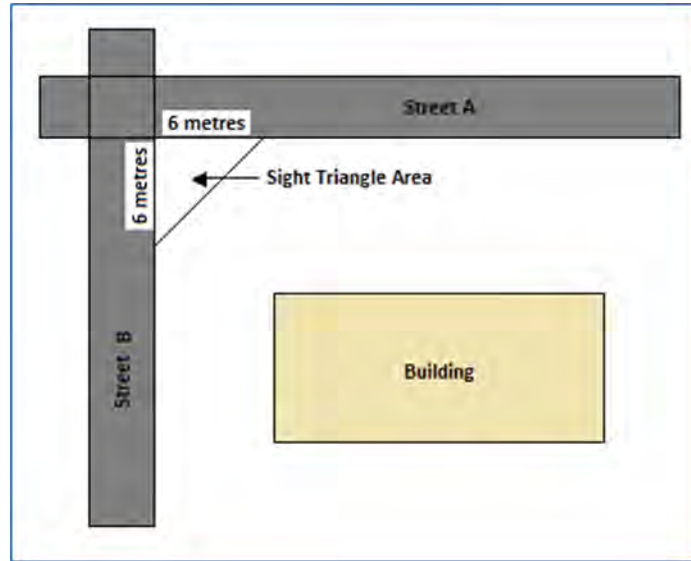 Street A
6 metres
6 metres
Sight Triangle Area
Street B
Building